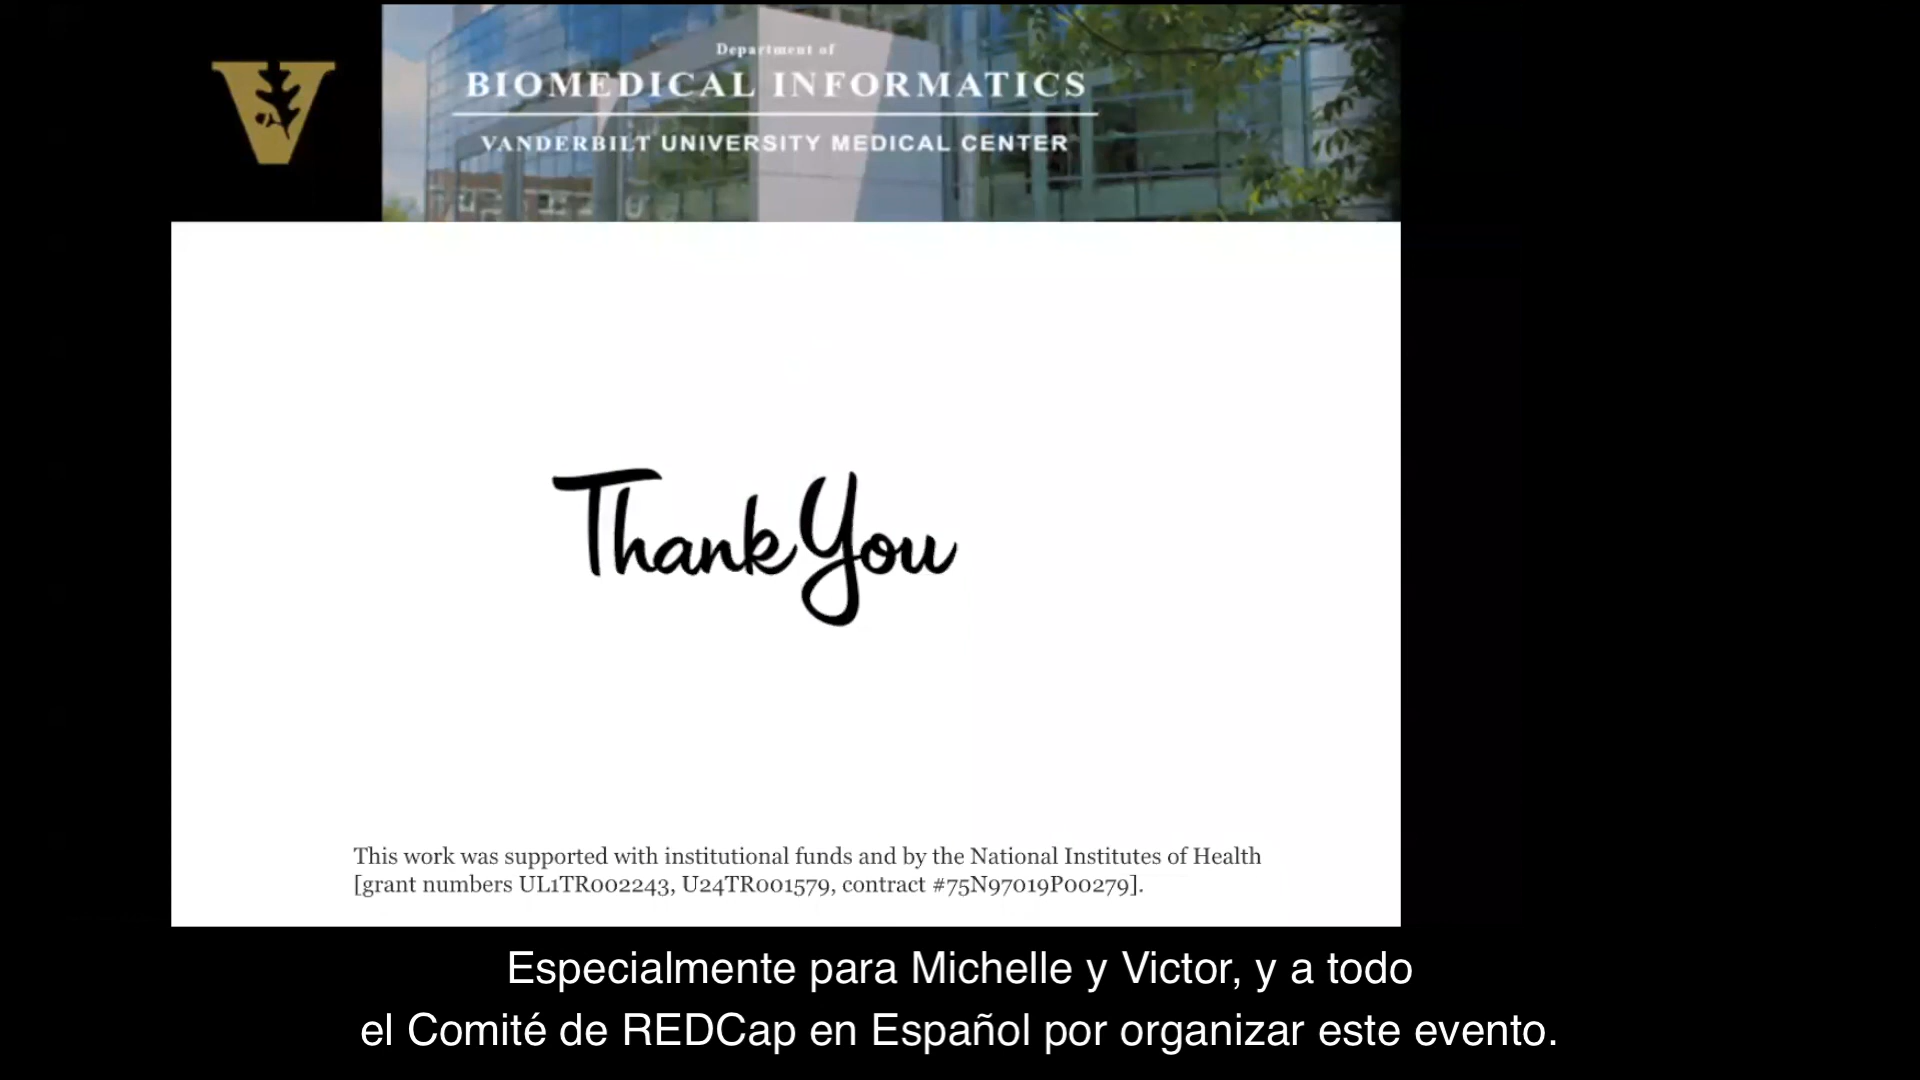 Department of
BIOMEDICAL INFORMATICS
VANDERBILT UNIVERSITY MEDICAL CENTER
Thank You
This work was supported with institutional funds and by the National Institutes of Health
[grant numbers UL1TR002243, U24TR001579, contract #75N97019P00279].
Especialmente para Michelle y Victor, y a todo
el Comité de REDCap en Español por organizar este evento.